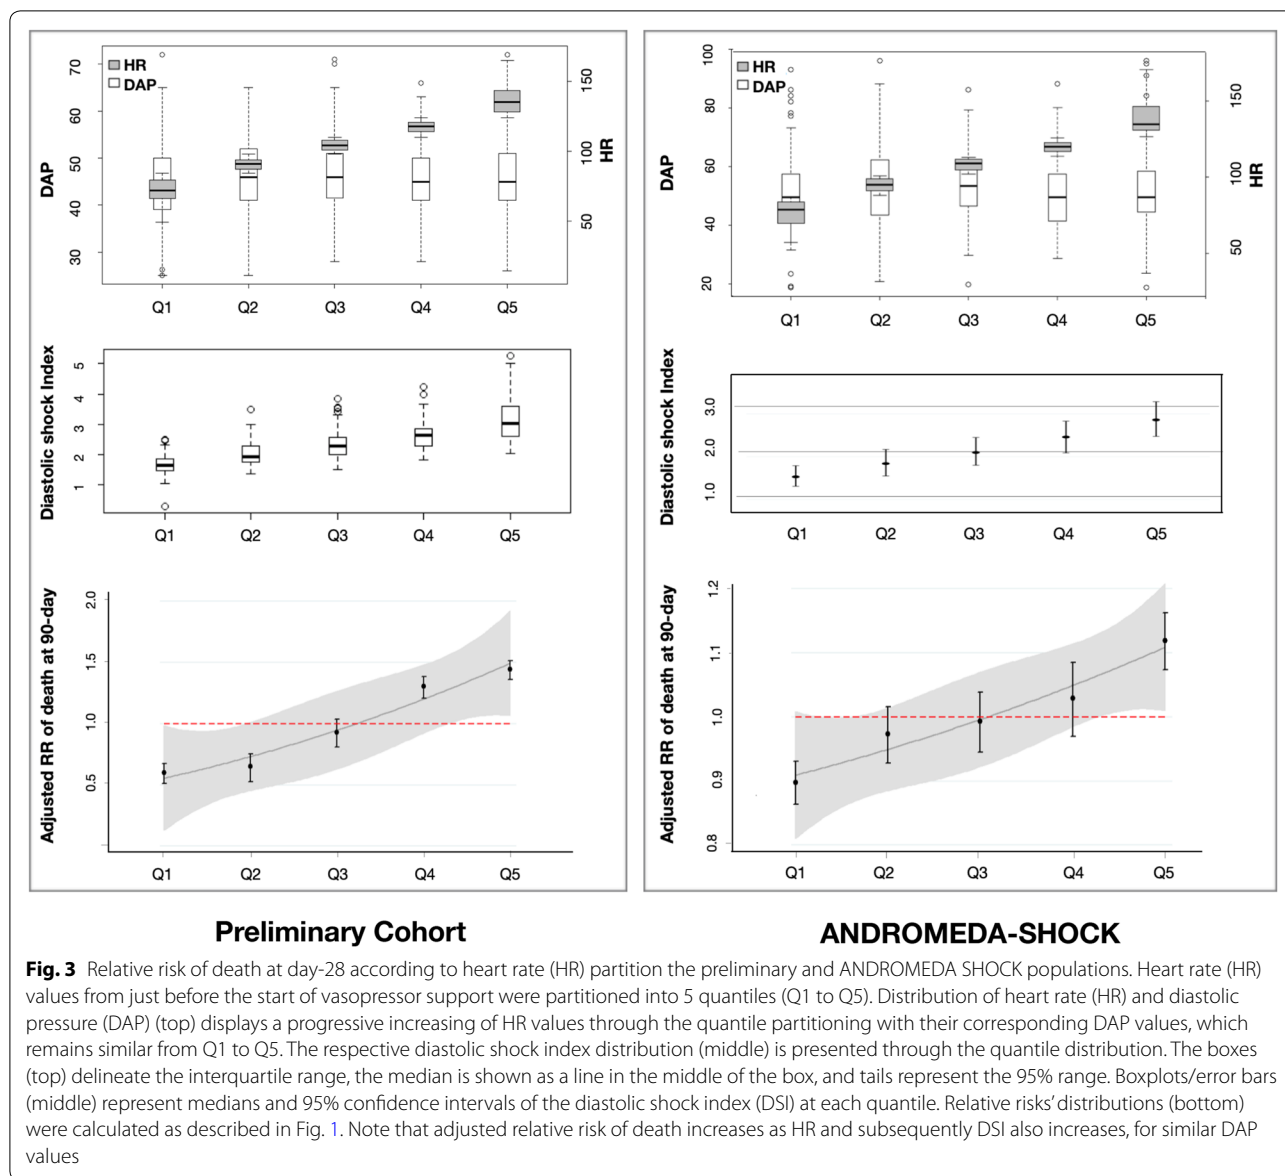 HR
DAP
70
60
50
40
30
DAP
150
100
50
HR
Q1 Q2 Q3 Q4 Q5
Diastolic shock Index
5
4
3
2
1
Q1 Q2 Q3 Q4 Q5
Adjusted RR of death at 90-day
2.0
1.5
1.0
0.5
Q1 Q2 Q3 Q4 Q5
Preliminary Cohort
HR
DAP
100
80
60
40
20
DAP
150
100
50
HR
Q1 Q2 Q3 Q4 Q5
Diastolic shock Index
3.0
2.0
1.0
Q1 Q2 Q3 Q4 Q5
Adjusted RR of death at 90-day
1.2
1.1
1.0
0.9
0.8
Q1 Q2 Q3 Q4 Q5
ANDROMEDA-SHOCK
Fig. 3 Relative risk of death at day-28 according to heart rate (HR) partition the preliminary and ANDROMEDA SHOCK populations. Heart rate (HR)
values from just before the start of vasopressor support were partitioned into 5 quantiles (Q1 to Q5). Distribution of heart rate (HR) and diastolic
pressure (DAP) (top) displays a progressive increasing of HR values through the quantile partitioning with their corresponding DAP values, which
remains similar from Q1 to Q5. The respective diastolic shock index distribution (middle) is presented through the quantile distribution. The boxes
(top) delineate the interquartile range, the median is shown as a line in the middle of the box, and tails represent the 95% range. Boxplots/error bars
(middle) represent medians and 95% confidence intervals of the diastolic shock index (DSI) at each quantile. Relative risks' distributions (bottom)
were calculated as described in Fig. 1. Note that adjusted relative risk of death increases as HR and subsequently DSI also increases, for similar DAP
values